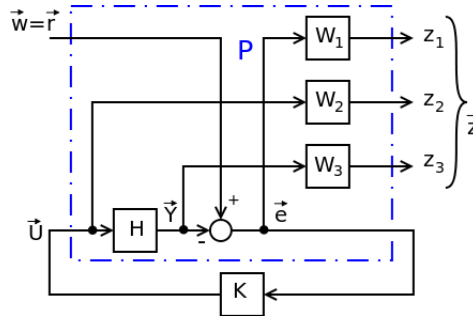 w⃗=r⃗
P
W₁
z₁
W₂
z₂
z⃗
W₃
z₃
+
U⃗
H
Y⃗
-
e⃗
K